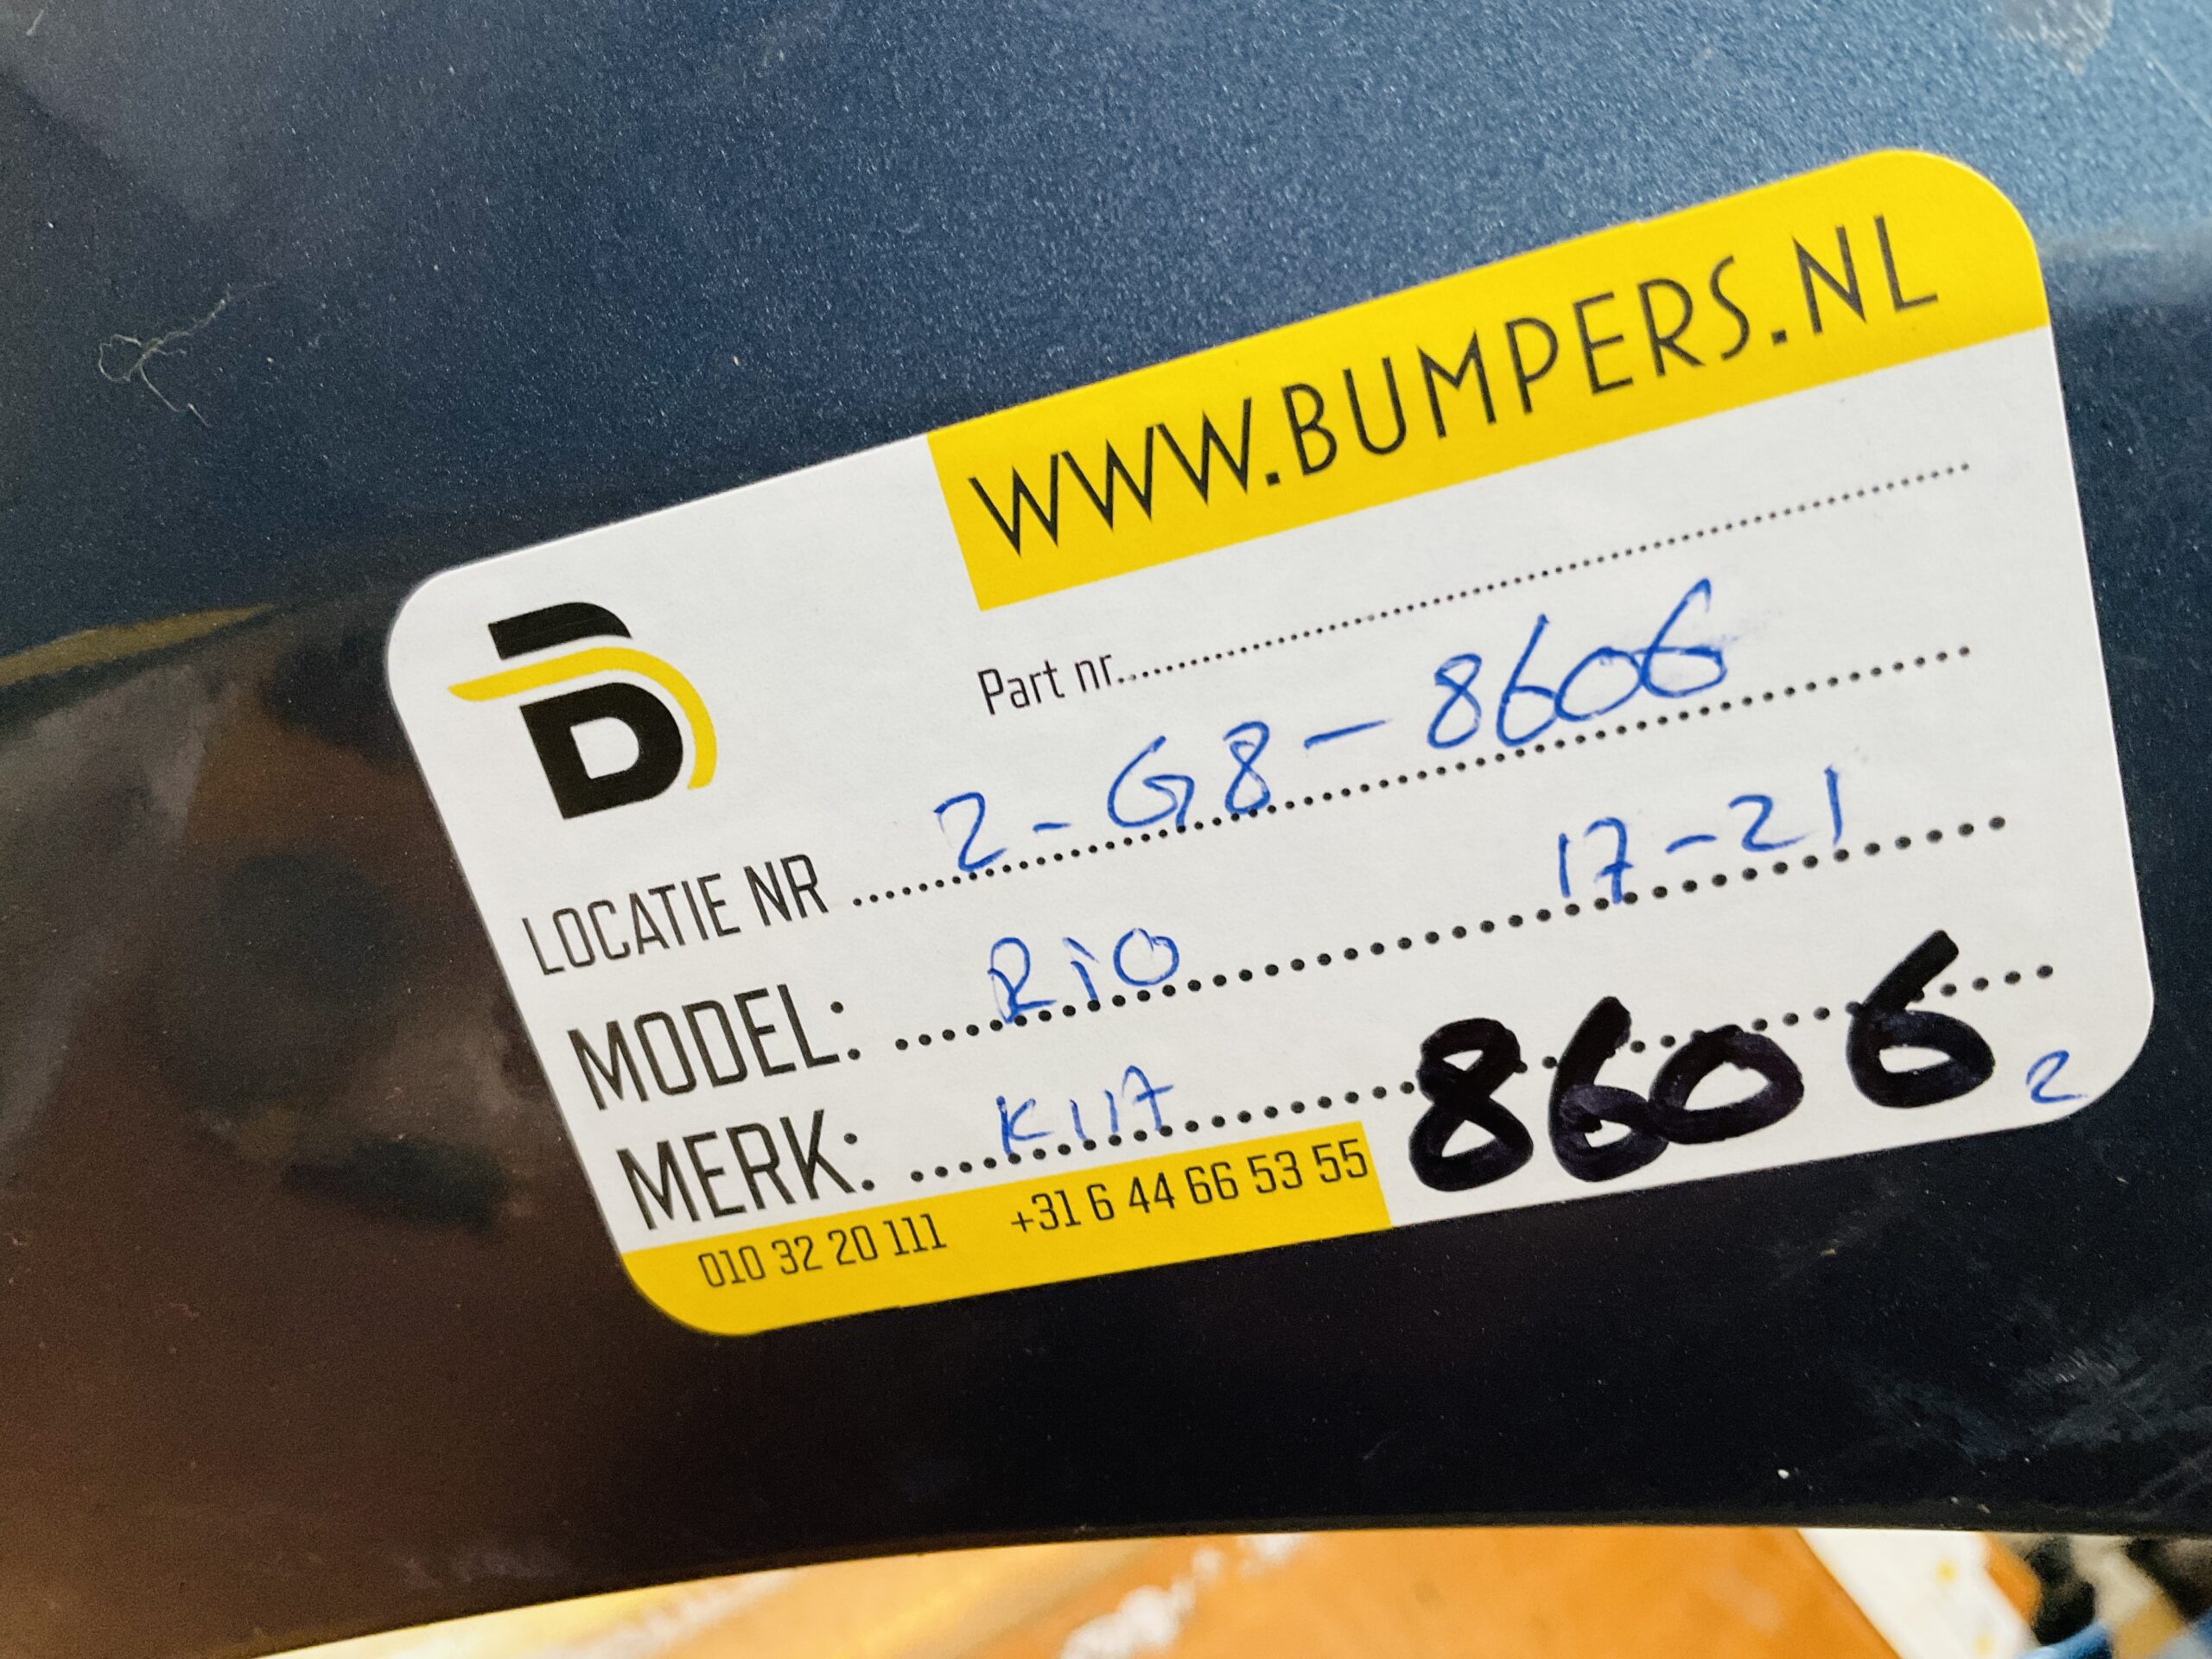 WWW.BUMPERS.NL
Part nr.
LOCATIE NR 2-G8-8606
MODEL: RiO 17-21
MERK: K117
8606 2
010 32 20 111 +31 6 44 66 53 55